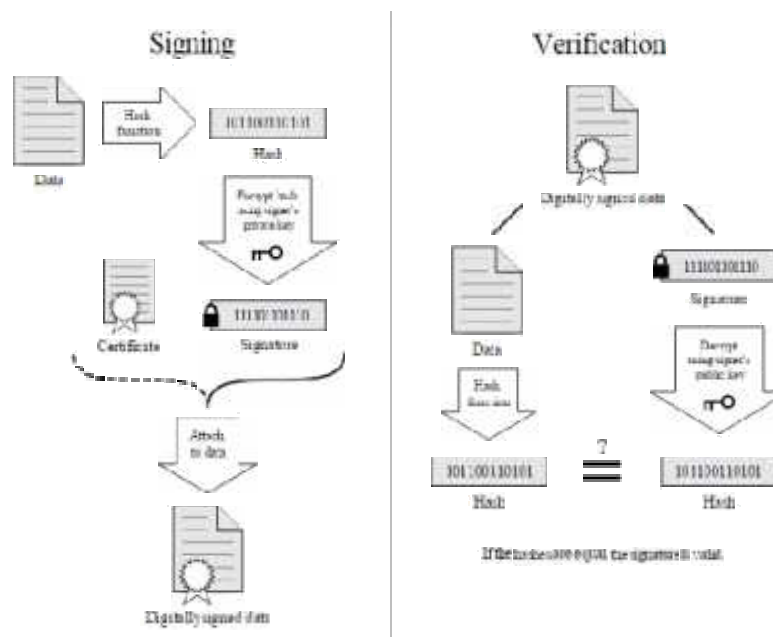 Signing
Hash
function
101100110101
Hash
Data
Encrypt hash
using signer's
private key
111101101110
Certificate
Signature
Attach
to data
Digitally signed data
Verification
Digitally signed data
111101101110
Signature
Data
Hash
function
Decrypt
using signer's
public key
?
=
101100110101
Hash
101100110101
Hash
If the hashes are equal, the signature is valid.